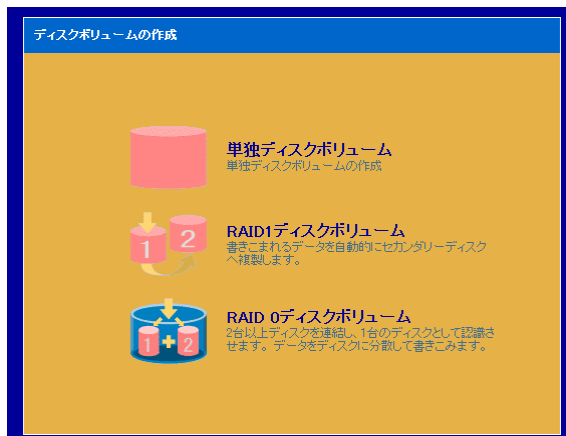 ディスクボリュームの作成
単独ディスクボリューム
単独ディスクボリュームの作成
1 2
RAID1ディスクボリューム
書きこまれるデータを自動的にセカンダリーディスク
へ複製します。
1 + 2
RAID 0ディスクボリューム
2台以上ディスクを連結し、1台のディスクとして認識さ
せます。データをディスクに分散して書きこみます。